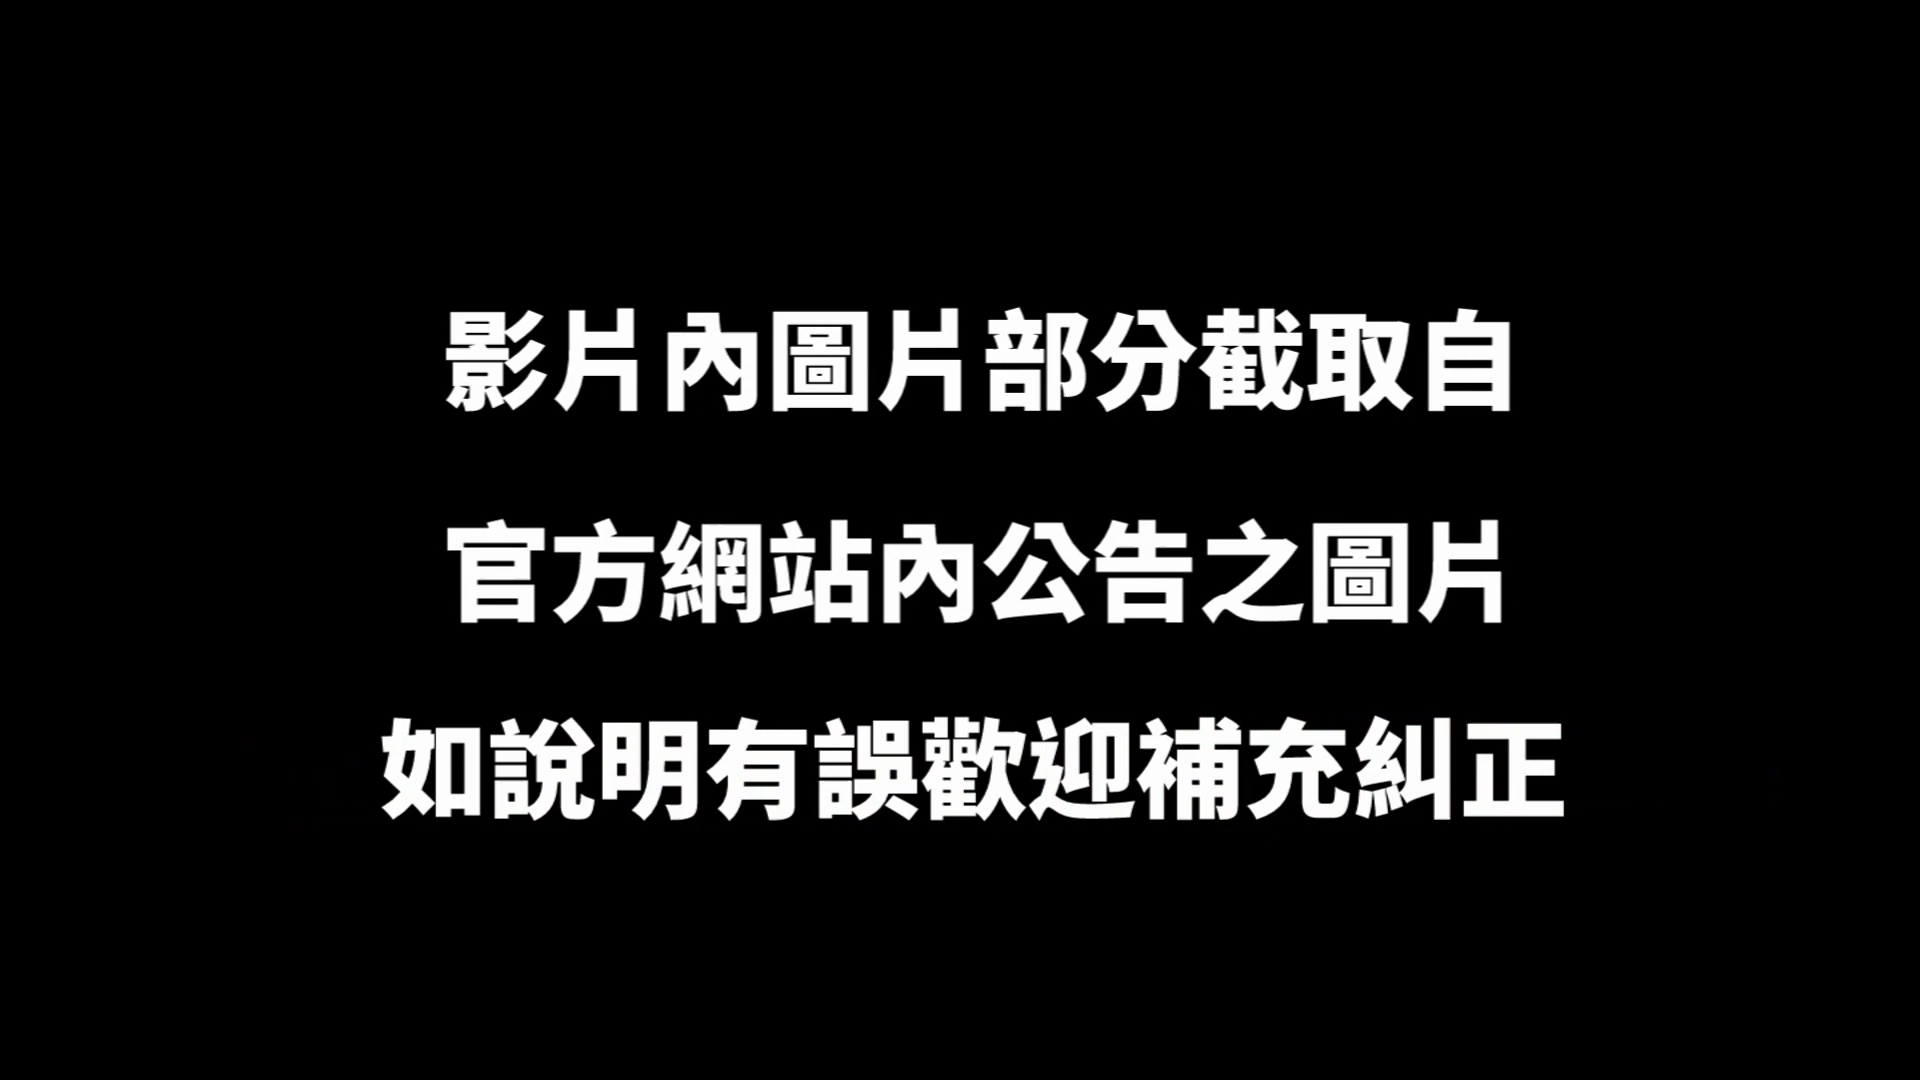 影片內圖片部分截取自
官方網站內公告之圖片
如說明有誤歡迎補充糾正